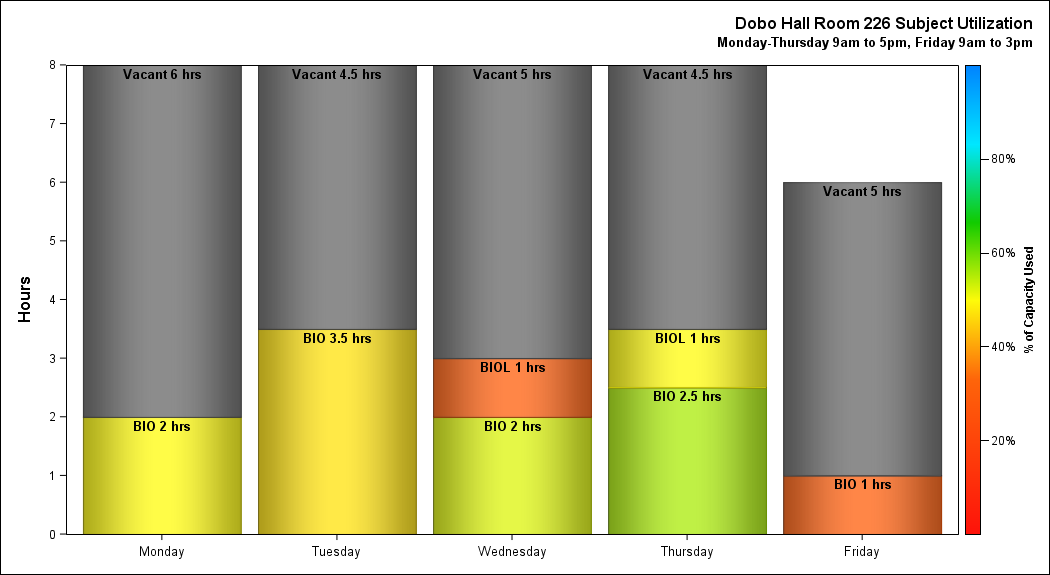 Dobo Hall Room 226 Subject Utilization
Monday-Thursday 9am to 5pm, Friday 9am to 3pm
8
7
6
5
4
3
2
1
0
Hours
Vacant 6 hrs
BIO 2 hrs
Vacant 4.5 hrs
BIO 3.5 hrs
Vacant 5 hrs
BIOL 1 hrs
BIO 2 hrs
Vacant 4.5 hrs
BIOL 1 hrs
BIO 2.5 hrs
Vacant 5 hrs
BIO 1 hrs
Monday
Tuesday
Wednesday
Thursday
Friday
80%
60%
40%
20%
% of Capacity Used